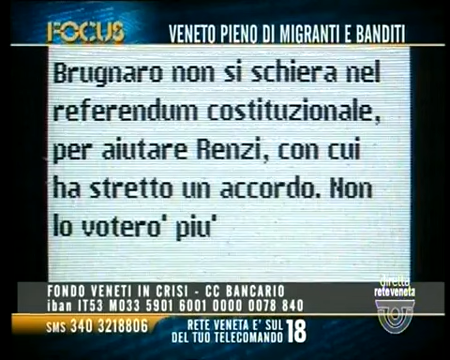 FOCUS
VENETO PIENO DI MIGRANTI E BANDITI
Brugnaro non si schiera nel
referendum costituzionale,
per aiutare Renzi, con cui
ha stretto un accordo. Non
lo votero' piu'
diretta
reteveneta
FONDO VENETI IN CRISI - CC BANCARIO
iban IT53 M033 5901 6001 0000 0078 840
SMS 340 3218806
RETE VENETA E' SUL
DEL TUO TELECOMANDO 18